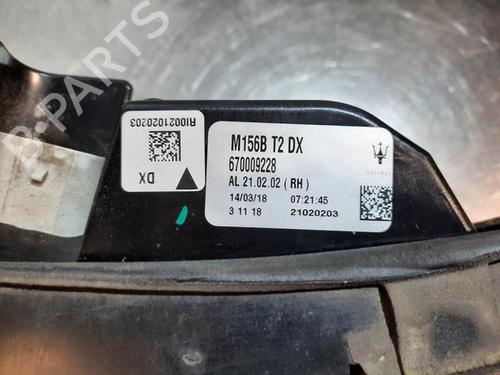 B-PARTS
RI0021020203
DX
M156B T2 DX
670009228
AL 21.02.02 ( RH )
14/03/18 07:21:45
3 11 18 21020203